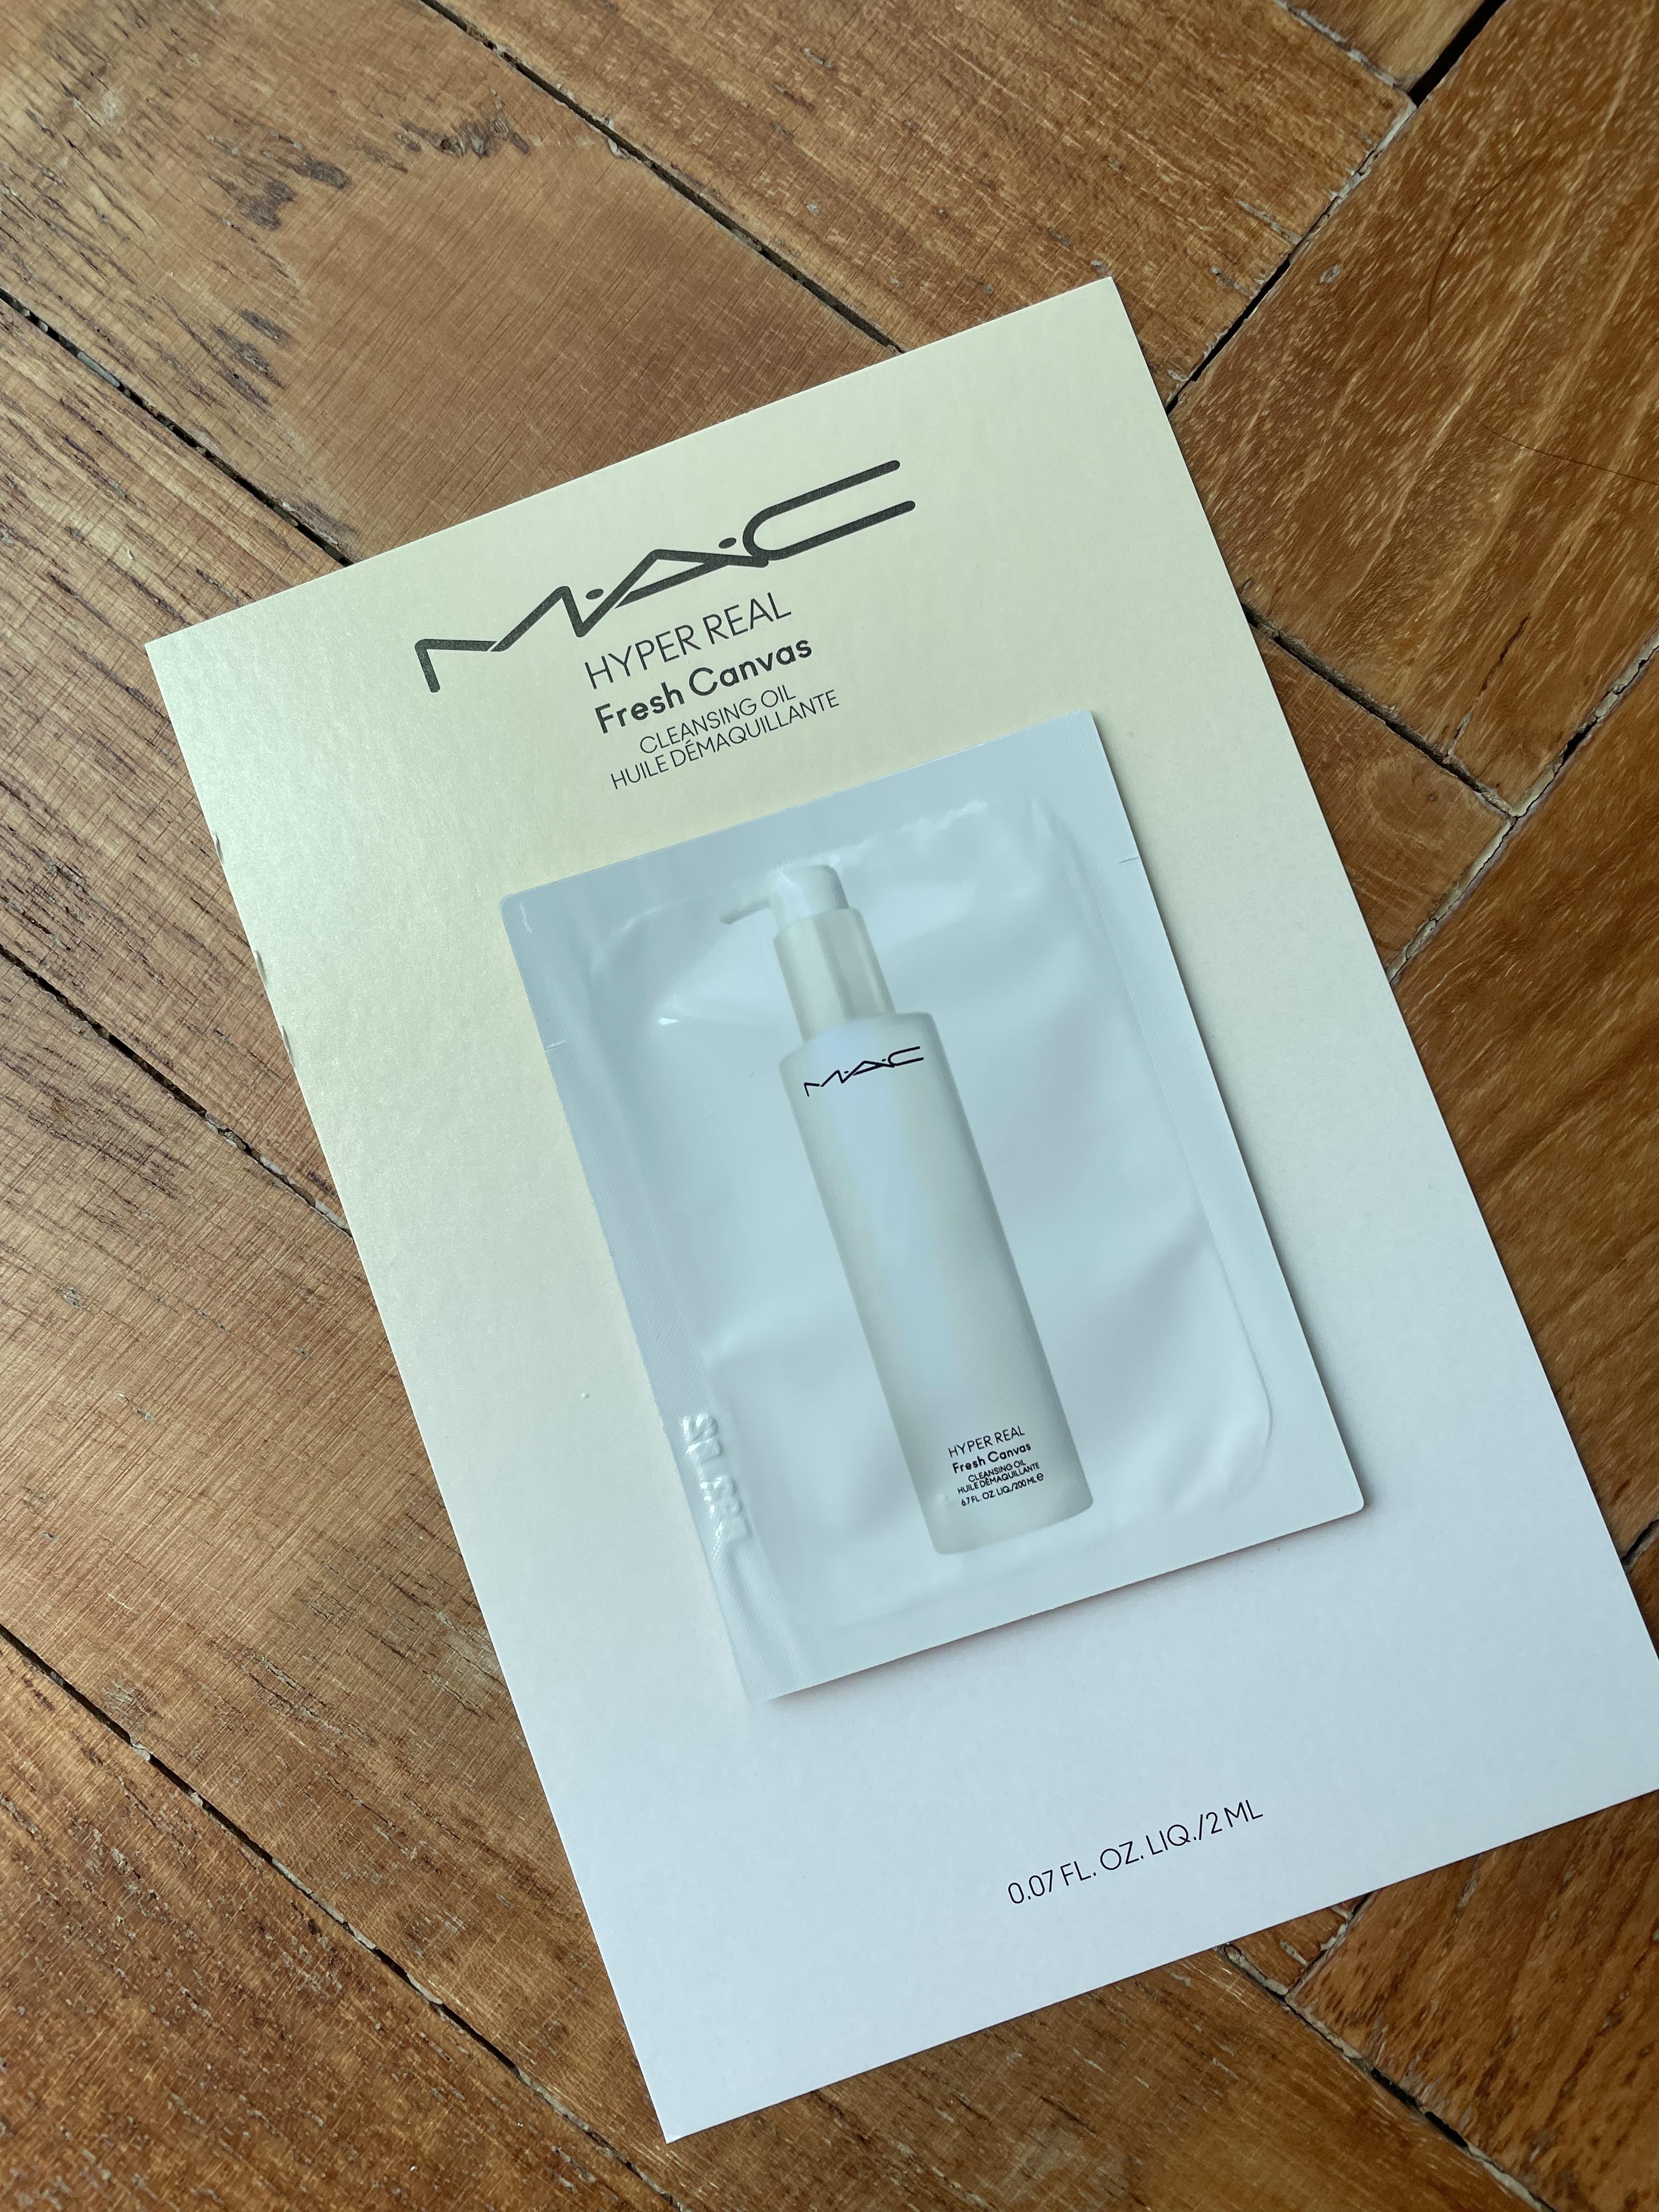 M·A·C
HYPER REAL
Fresh Canvas
CLEANSING OIL
HUILE DÉMAQUILLANTE
M·A·C
HYPER REAL
Fresh Canvas
CLEANSING OIL
HUILE DÉMAQUILLANTE
6.7 FL. OZ. LIQ./200 ML ℮
0.07 FL. OZ. LIQ./2 ML